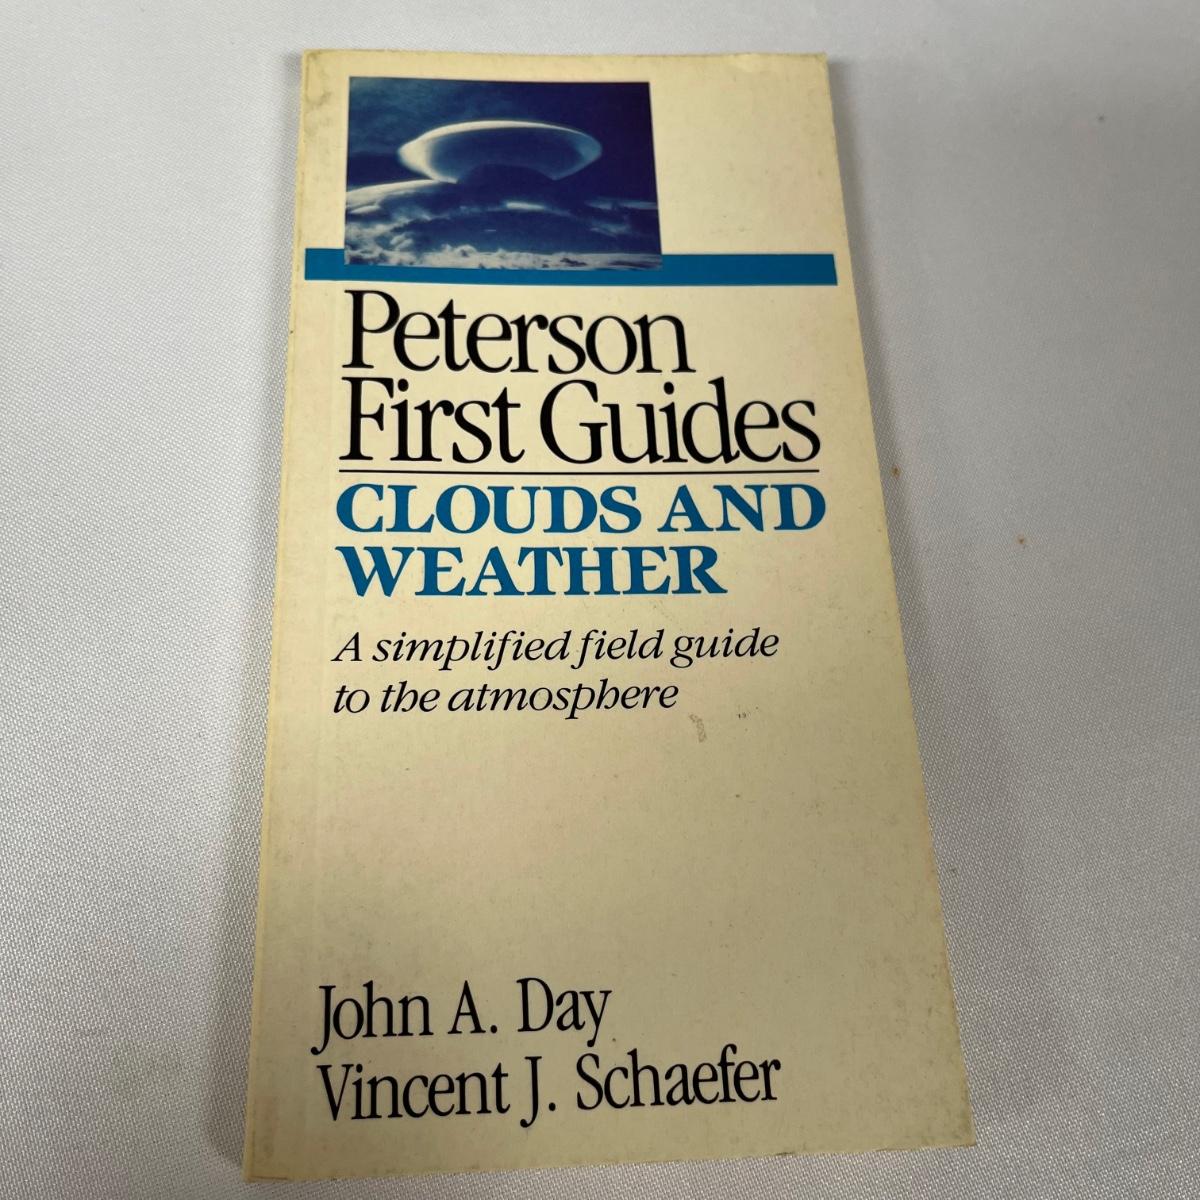 Peterson
First Guides
CLOUDS AND
WEATHER
A simplified field guide
to the atmosphere
John A. Day
Vincent J. Schaefer